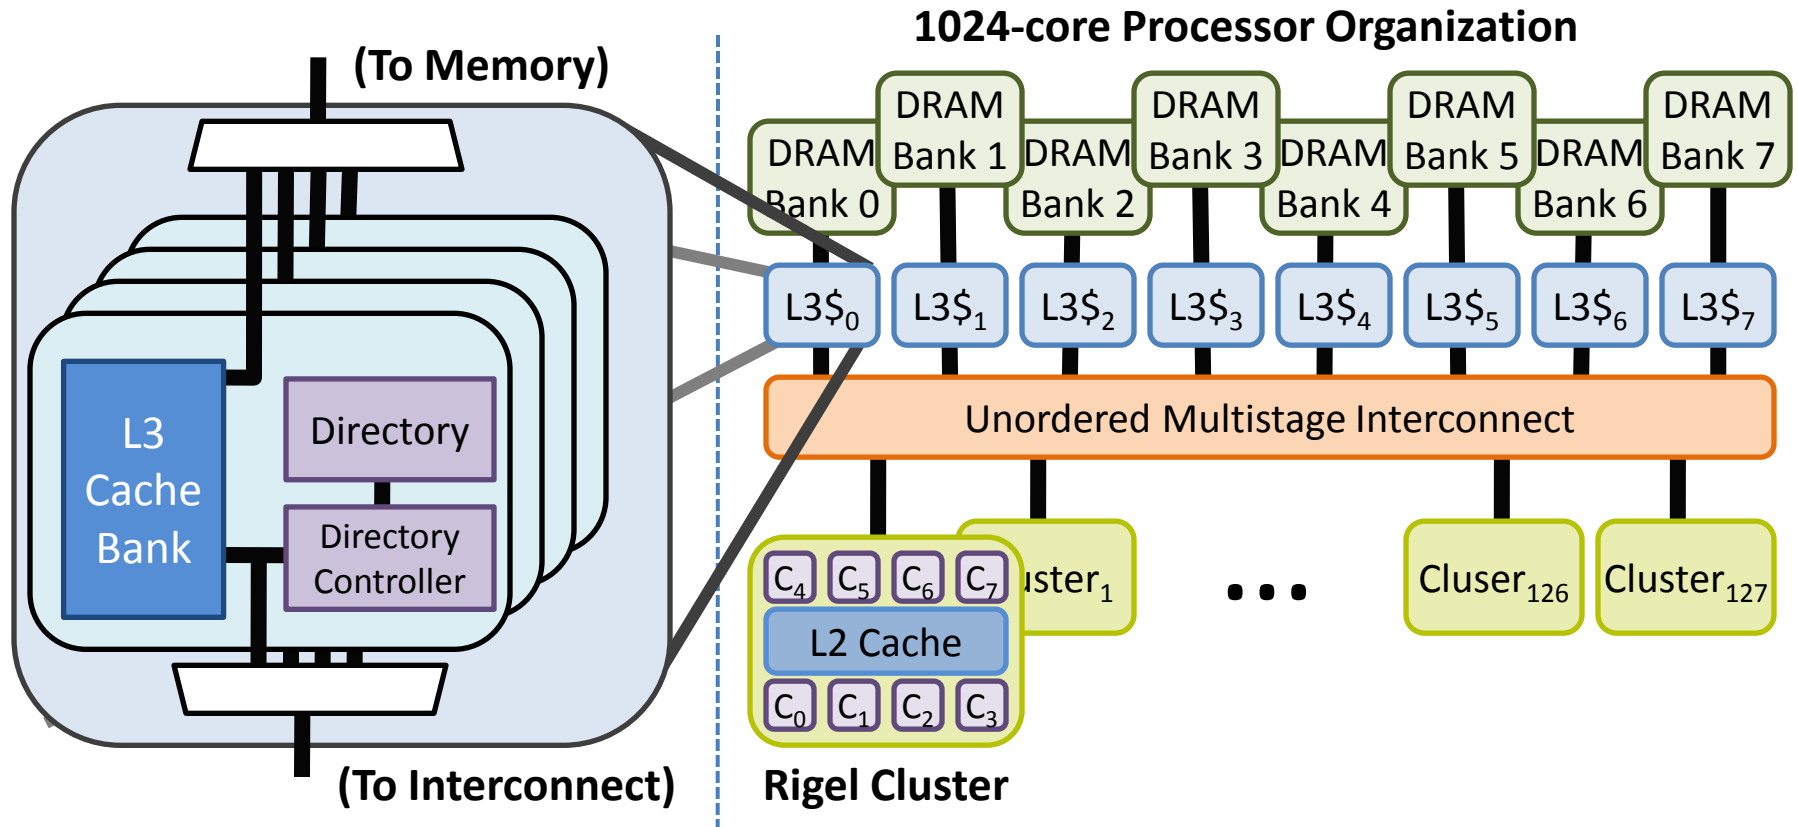 1024-core Processor Organization
(To Memory)
DRAM
Bank 0
DRAM
Bank 1
DRAM
Bank 2
DRAM
Bank 3
DRAM
Bank 4
DRAM
Bank 5
DRAM
Bank 6
DRAM
Bank 7
L3$0
L3$1
L3$2
L3$3
L3$4
L3$5
L3$6
L3$7
L3
Cache
Bank
Directory
Directory
Controller
(To Interconnect)
Unordered Multistage Interconnect
C4
C5
C6
C7
L2 Cache
C0
C1
C2
C3
uster1
...
Cluser126
Cluster127
Rigel Cluster